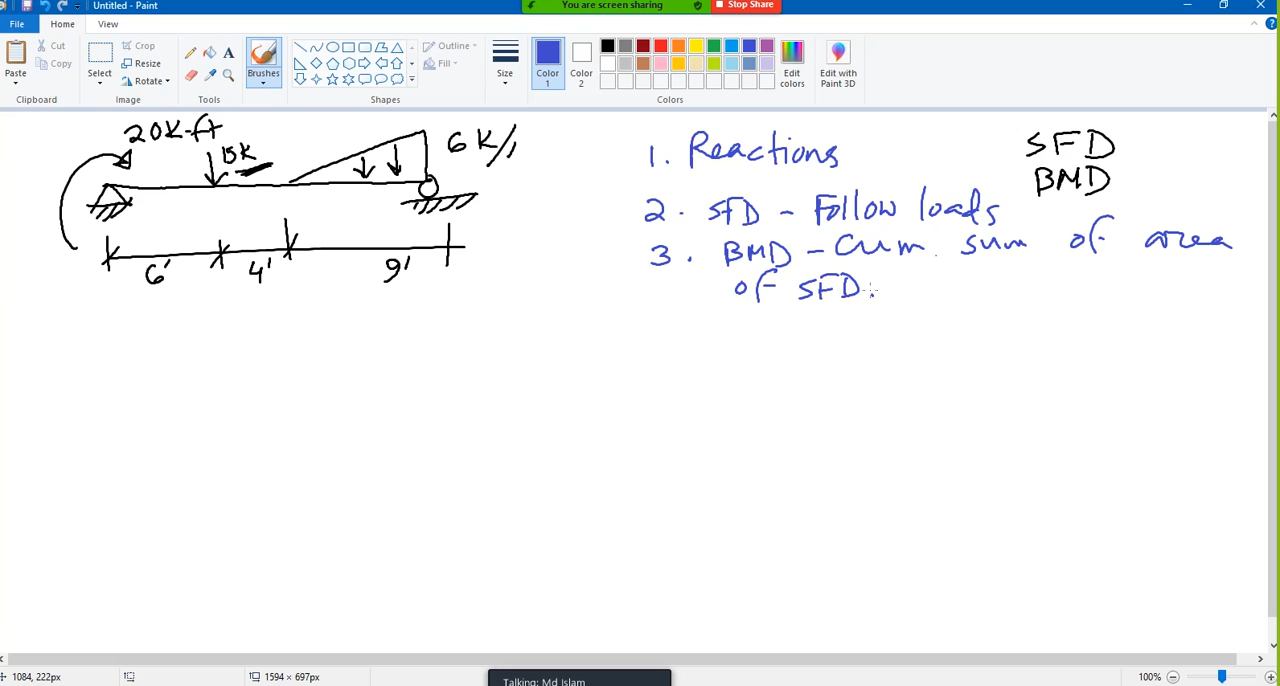 Untitled - Paint
You are screen sharing
Stop Share
File
Home
View
Paste
Cut
Copy
Clipboard
Select
Crop
Resize
Rotate
Image
Tools
Brushes
Shapes
Outline
Fill
Size
Color 1
Color 2
Colors
Edit colors
Edit with Paint 3D
20K-ft
15K
6 K/,
6'
4'
9'
1. Reactions
2. SFD - Follow loads
3. BMD - Cum. sum of area
of SFD.
SFD
BMD
1084, 222px
1594 × 697px
100%
Talking: Md Islam